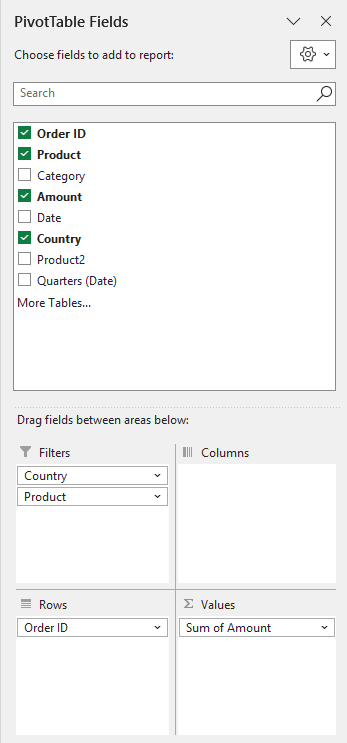 PivotTable Fields
Choose fields to add to report:
Search
Order ID
Product
Category
Amount
Date
Country
Product2
Quarters (Date)
More Tables...
Drag fields between areas below:
Filters
Columns
Country
Product
Rows
Values
Order ID
Sum of Amount